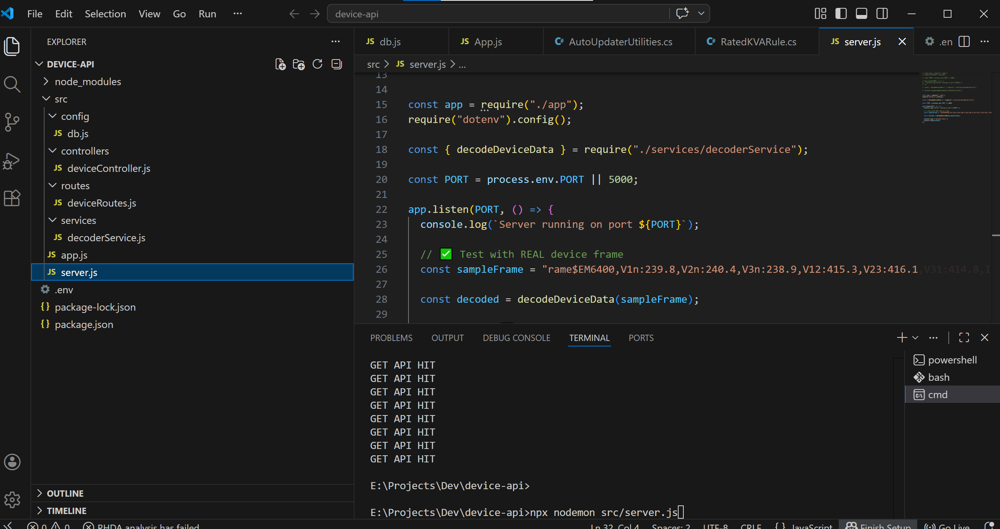 File Edit Selection View Go Run ···
device-api
EXPLORER
DEVICE-API
node_modules
src
config
JS db.js
controllers
JS deviceController.js
routes
JS deviceRoutes.js
services
JS decoderService.js
JS app.js
JS server.js
.env
{} package-lock.json
{} package.json
OUTLINE
TIMELINE
JS db.js
JS App.js
C# AutoUpdaterUtilities.cs
C# RatedKVARule.cs
JS server.js
.en
src > JS server.js > ...
13
14
15 const app = require("./app");
16 require("dotenv").config();
17
18 const { decodeDeviceData } = require("./services/decoderService");
19
20 const PORT = process.env.PORT || 5000;
21
22 app.listen(PORT, () => {
23 console.log(`Server running on port ${PORT}`);
24
25 // ✅ Test with REAL device frame
26 const sampleFrame = "rame$EM6400,V1n:239.8,V2n:240.4,V3n:238.9,V12:415.3,V23:416.1,V31:414.8,I
27
28 const decoded = decodeDeviceData(sampleFrame);
29
PROBLEMS OUTPUT DEBUG CONSOLE TERMINAL PORTS
GET API HIT
GET API HIT
GET API HIT
GET API HIT
GET API HIT
GET API HIT
GET API HIT
GET API HIT
E:\Projects\Dev\device-api>
E:\Projects\Dev\device-api>npx nodemon src/server.js
powershell
bash
cmd
0 0 RHDA analysis has failed
Ln 32, Col 4 Spaces: 2 UTF-8 CRLF {} JavaScript Finish Setup Go Live